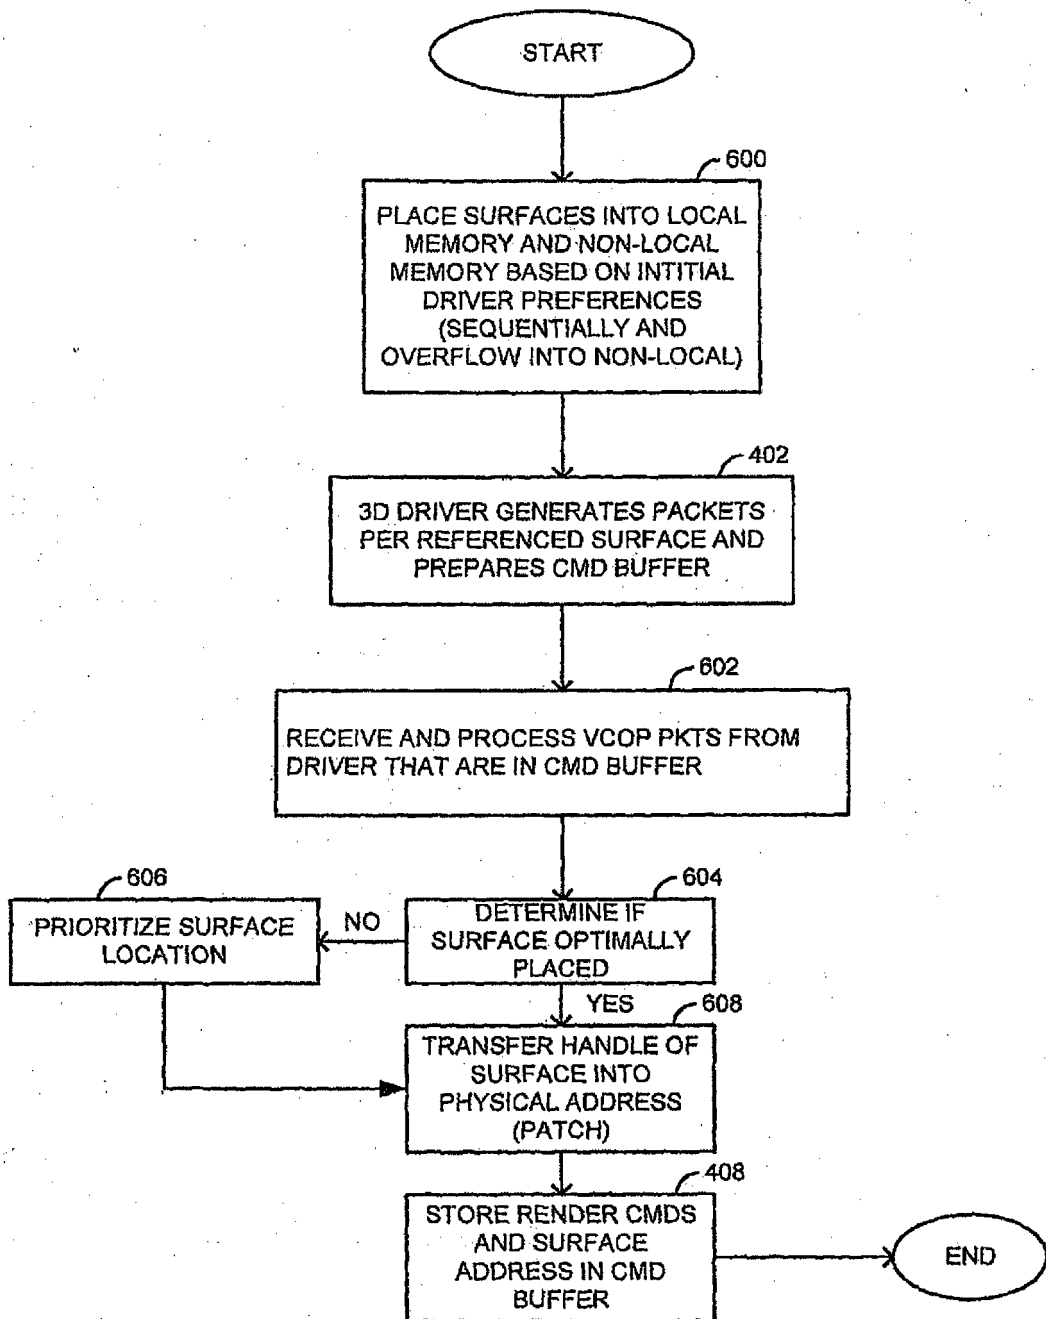 START
600
PLACE SURFACES INTO LOCAL
MEMORY AND NON-LOCAL
MEMORY BASED ON INTITIAL
DRIVER PREFERENCES
(SEQUENTIALLY AND
OVERFLOW INTO NON-LOCAL)
402
3D DRIVER GENERATES PACKETS
PER REFERENCED SURFACE AND
PREPARES CMD BUFFER
602
RECEIVE AND PROCESS VCOP PKTS FROM
DRIVER THAT ARE IN CMD BUFFER
604
DETERMINE IF
SURFACE OPTIMALLY
PLACED
NO
606
PRIORITIZE SURFACE
LOCATION
YES
608
TRANSFER HANDLE OF
SURFACE INTO
PHYSICAL ADDRESS
(PATCH)
408
STORE RENDER CMDS
AND SURFACE
ADDRESS IN CMD
BUFFER
END